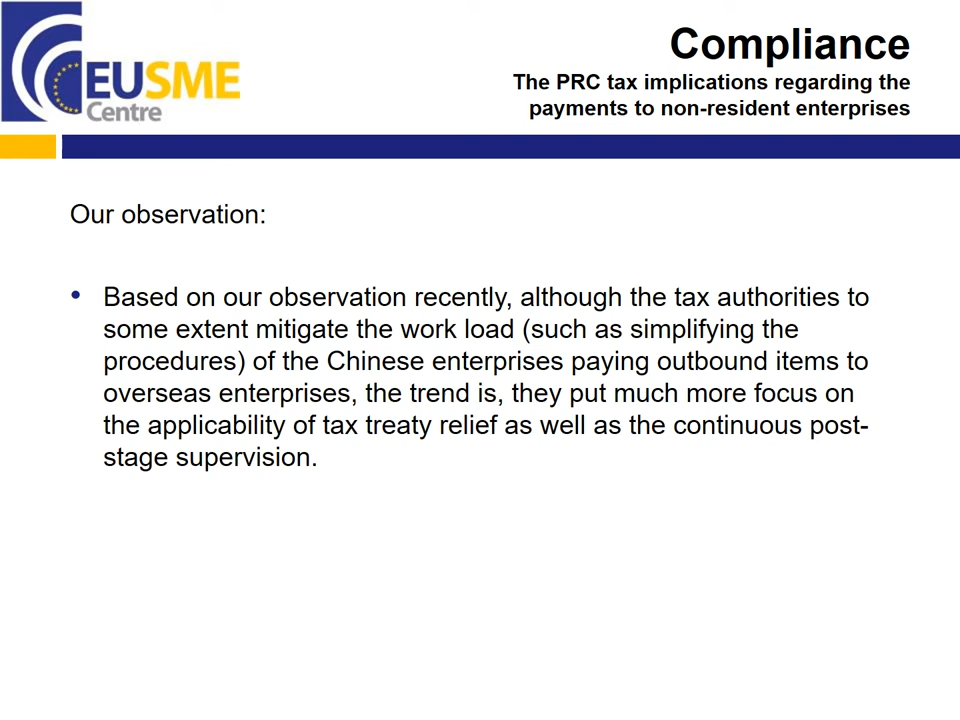 EUSME
Centre
Compliance
The PRC tax implications regarding the
payments to non-resident enterprises
Our observation:
• Based on our observation recently, although the tax authorities to
some extent mitigate the work load (such as simplifying the
procedures) of the Chinese enterprises paying outbound items to
overseas enterprises, the trend is, they put much more focus on
the applicability of tax treaty relief as well as the continuous post-
stage supervision.